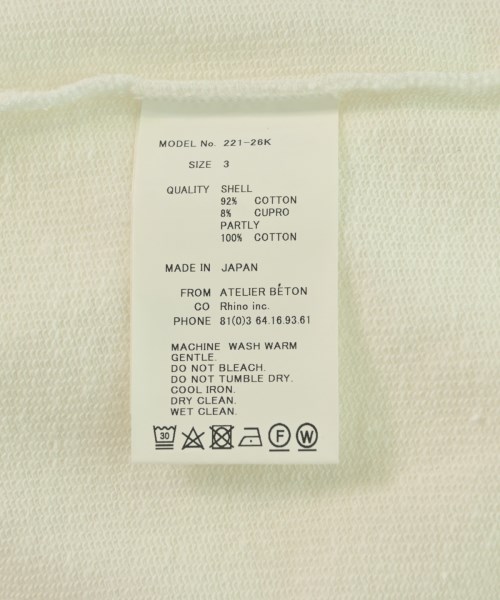 MODEL No. 221-26K
SIZE 3
QUALITY SHELL
92% COTTON
8% CUPRO
PARTLY
100% COTTON
MADE IN JAPAN
FROM ATELIER BÉTON
CO Rhino inc.
PHONE 81(0)3 64.16.93.61
MACHINE WASH WARM
GENTLE.
DO NOT BLEACH.
DO NOT TUMBLE DRY.
COOL IRON.
DRY CLEAN.
WET CLEAN.
30 F W